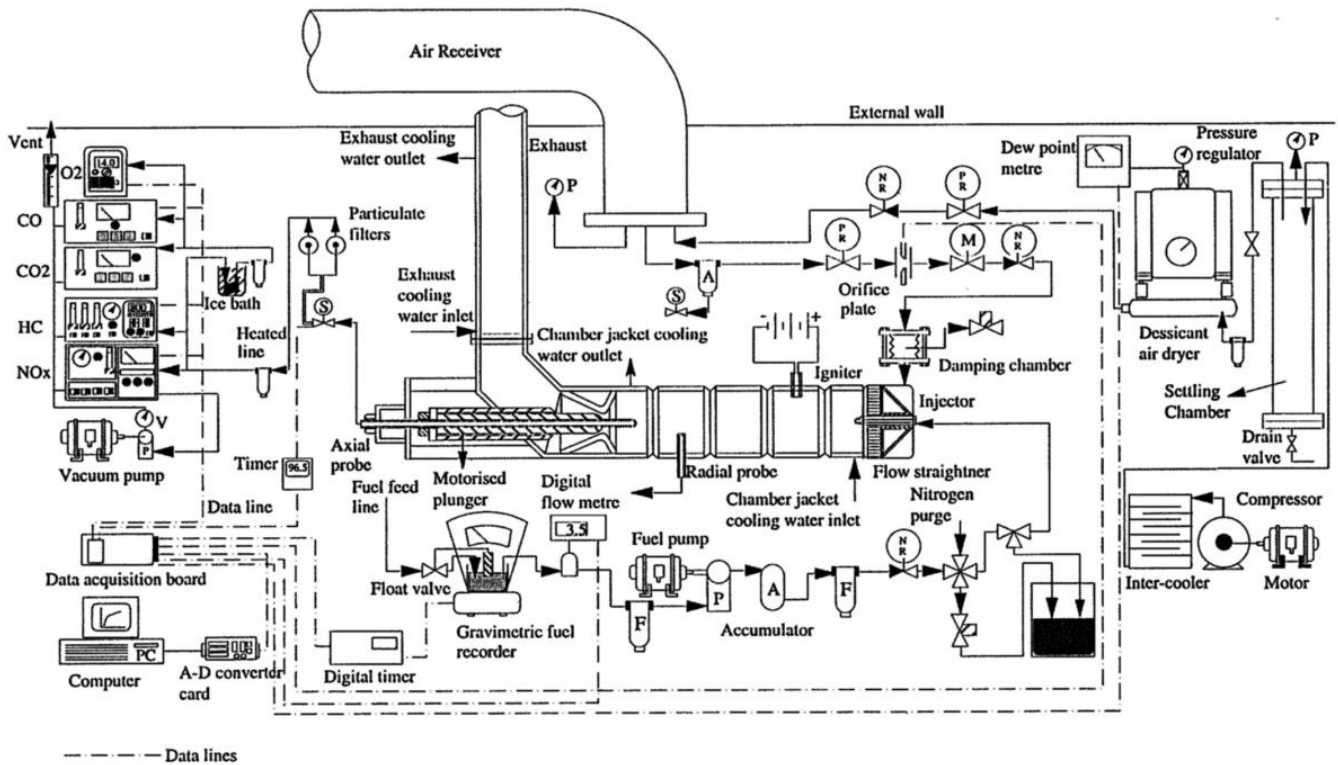 Air Receiver
External wall
Vent
O2
14.0
CO
CO2
HC
NOx
Exhaust cooling
water outlet
Exhaust
P
Particulate
filters
Exhaust
cooling
water inlet
Ice bath
Heated
line
S
Chamber jacket cooling
water outlet
A
S
N
R
P
R
P
R
M
N
R
Orifice
plate
Damping chamber
- +
Igniter
Injector
Dew point
metre
Pressure
regulator
P
Dessicant
air dryer
Settling
Chamber
Drain
valve
V
P
Vacuum pump
Timer
96.5
Axial
probe
Fuel feed
line
Motorised
plunger
Digital
flow metre
3.5
Radial probe
Chamber jacket
cooling water inlet
Flow straightner
Nitrogen
purge
Compressor
Inter-cooler
Motor
Data line
Data acquisition board
Float valve
Gravimetric fuel
recorder
Fuel pump
P
F
A
Accumulator
F
N
R
PC
Computer
A-D converter
card
Digital timer
Data lines